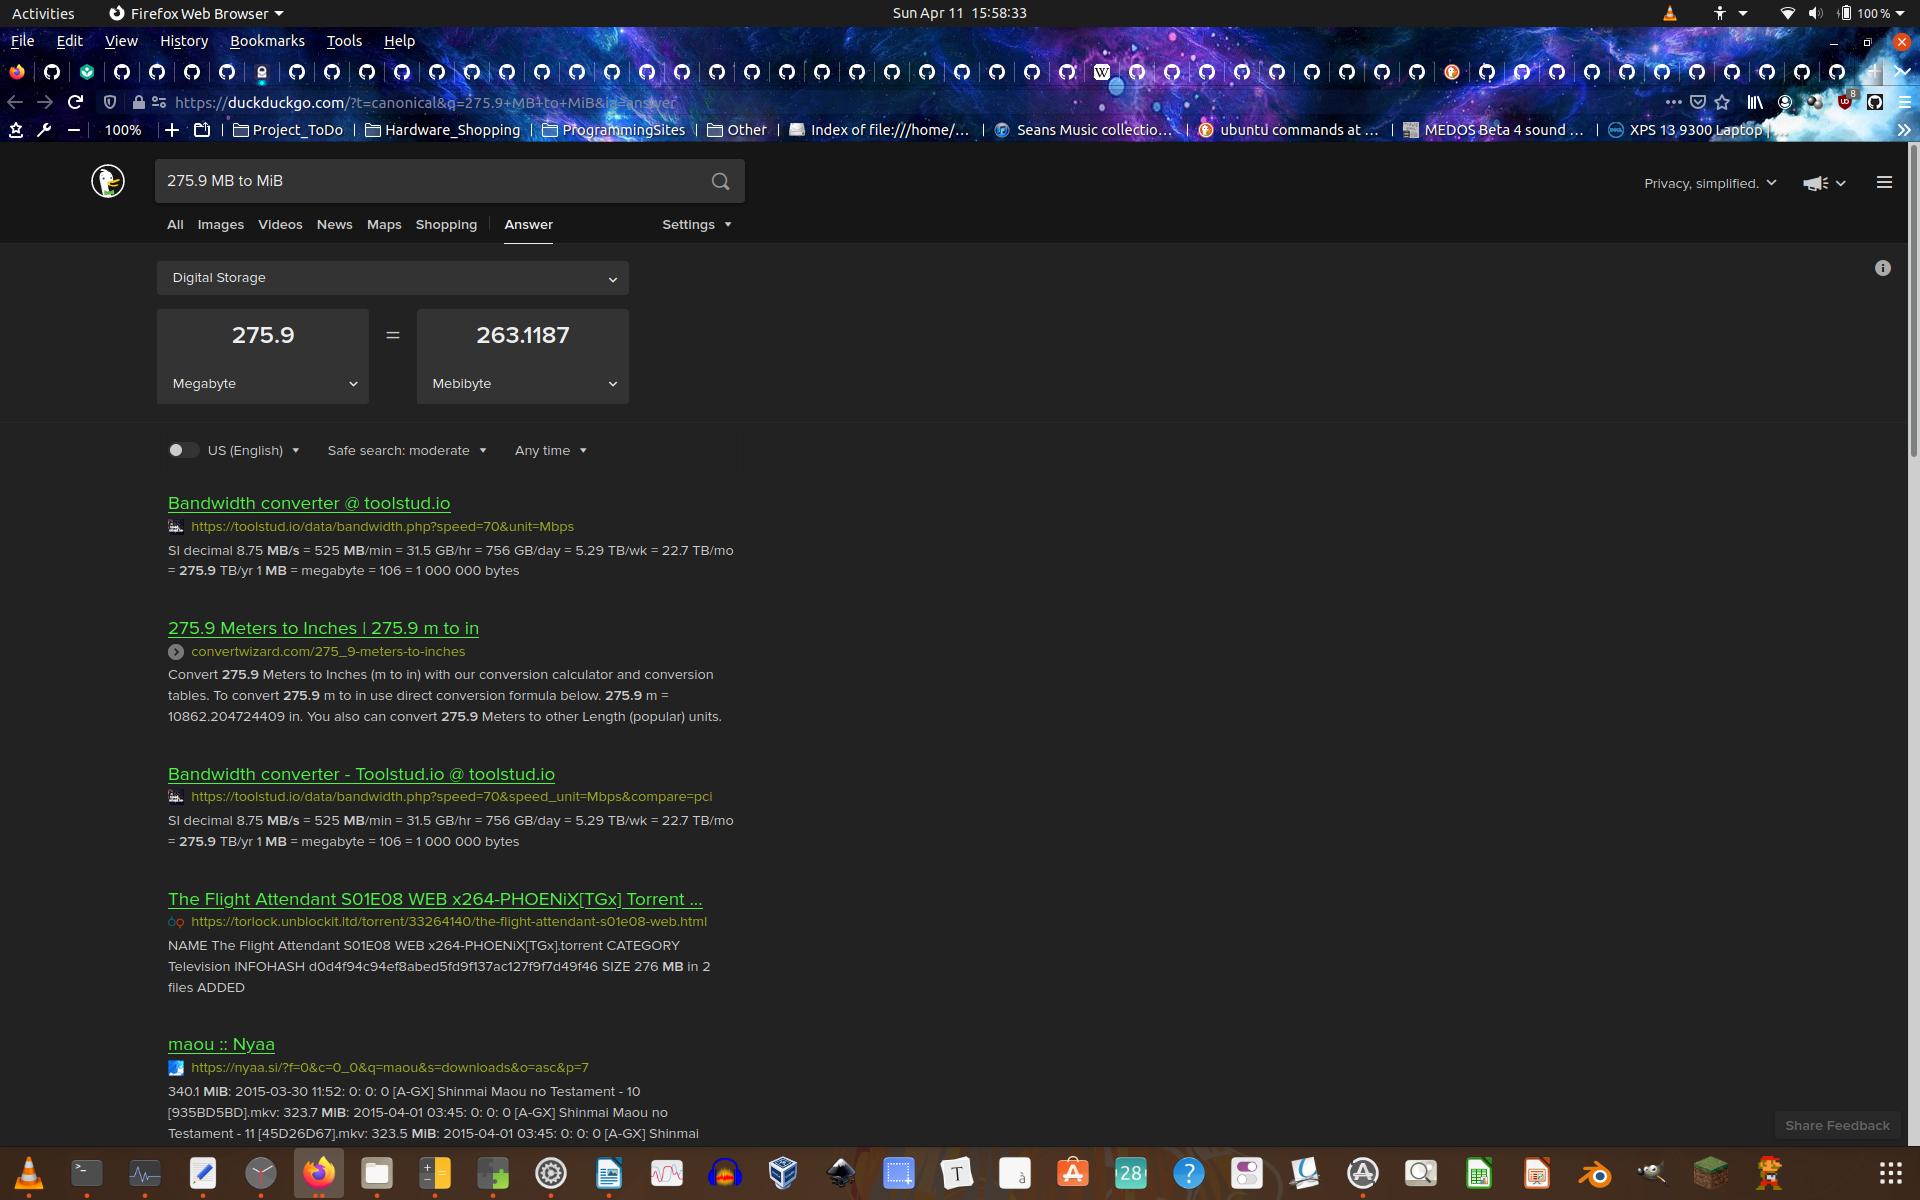 Activities Firefox Web Browser Sun Apr 11 15:58:33 100 %
File Edit View History Bookmarks Tools Help
https://duckduckgo.com/?t=canonical&q=275.9+MB+to+MiB&ia=answer 8
100% Project_ToDo Hardware_Shopping ProgrammingSites Other Index of file:///home/... Seans Music collectio... ubuntu commands at ... MEDOS Beta 4 sound ... XPS 13 9300 Laptop | ...
275.9 MB to MiB
Privacy, simplified.
All Images Videos News Maps Shopping Answer Settings
Digital Storage
275.9 = 263.1187
Megabyte Mebibyte
US (English) Safe search: moderate Any time
Bandwidth converter @ toolstud.io
https://toolstud.io/data/bandwidth.php?speed=70&unit=Mbps
SI decimal 8.75 MB/s = 525 MB/min = 31.5 GB/hr = 756 GB/day = 5.29 TB/wk = 22.7 TB/mo
= 275.9 TB/yr 1 MB = megabyte = 106 = 1 000 000 bytes
275.9 Meters to Inches | 275.9 m to in
convertwizard.com/275_9-meters-to-inches
Convert 275.9 Meters to Inches (m to in) with our conversion calculator and conversion
tables. To convert 275.9 m to in use direct conversion formula below. 275.9 m =
10862.204724409 in. You also can convert 275.9 Meters to other Length (popular) units.
Bandwidth converter - Toolstud.io @ toolstud.io
https://toolstud.io/data/bandwidth.php?speed=70&speed_unit=Mbps&compare=pci
SI decimal 8.75 MB/s = 525 MB/min = 31.5 GB/hr = 756 GB/day = 5.29 TB/wk = 22.7 TB/mo
= 275.9 TB/yr 1 MB = megabyte = 106 = 1 000 000 bytes
The Flight Attendant S01E08 WEB x264-PHOENiX[TGx] Torrent ...
https://torlock.unblockit.ltd/torrent/33264140/the-flight-attendant-s01e08-web.html
NAME The Flight Attendant S01E08 WEB x264-PHOENiX[TGx].torrent CATEGORY
Television INFOHASH d0d4f94c94ef8abed5fd9f137ac127f9f7d49f46 SIZE 276 MB in 2
files ADDED
maou :: Nyaa
https://nyaa.si/?f=0&c=0_0&q=maou&s=downloads&o=asc&p=7
340.1 MiB: 2015-03-30 11:52: 0: 0: 0 [A-GX] Shinmai Maou no Testament - 10
[935BD5BD].mkv: 323.7 MiB: 2015-04-01 03:45: 0: 0: 0 [A-GX] Shinmai Maou no
Testament - 11 [45D26D67].mkv: 323.5 MiB: 2015-04-01 03:45: 0: 0: 0 [A-GX] Shinmai
Share Feedback